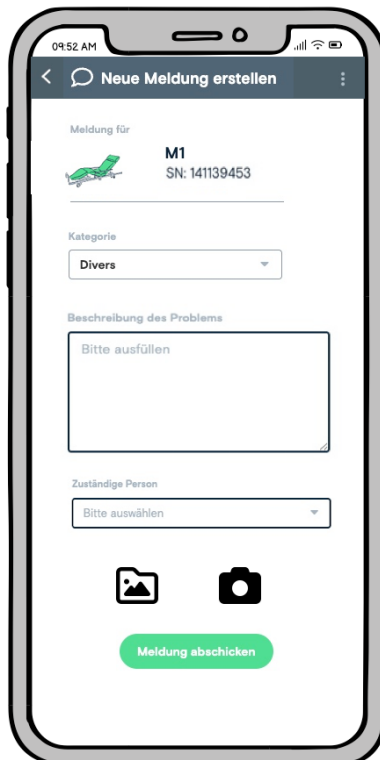 09:52 AM
Neue Meldung erstellen
Meldung für
M1
SN: 141139453
Kategorie
Divers
Beschreibung des Problems
Bitte ausfüllen
Zuständige Person
Bitte auswählen
Meldung abschicken